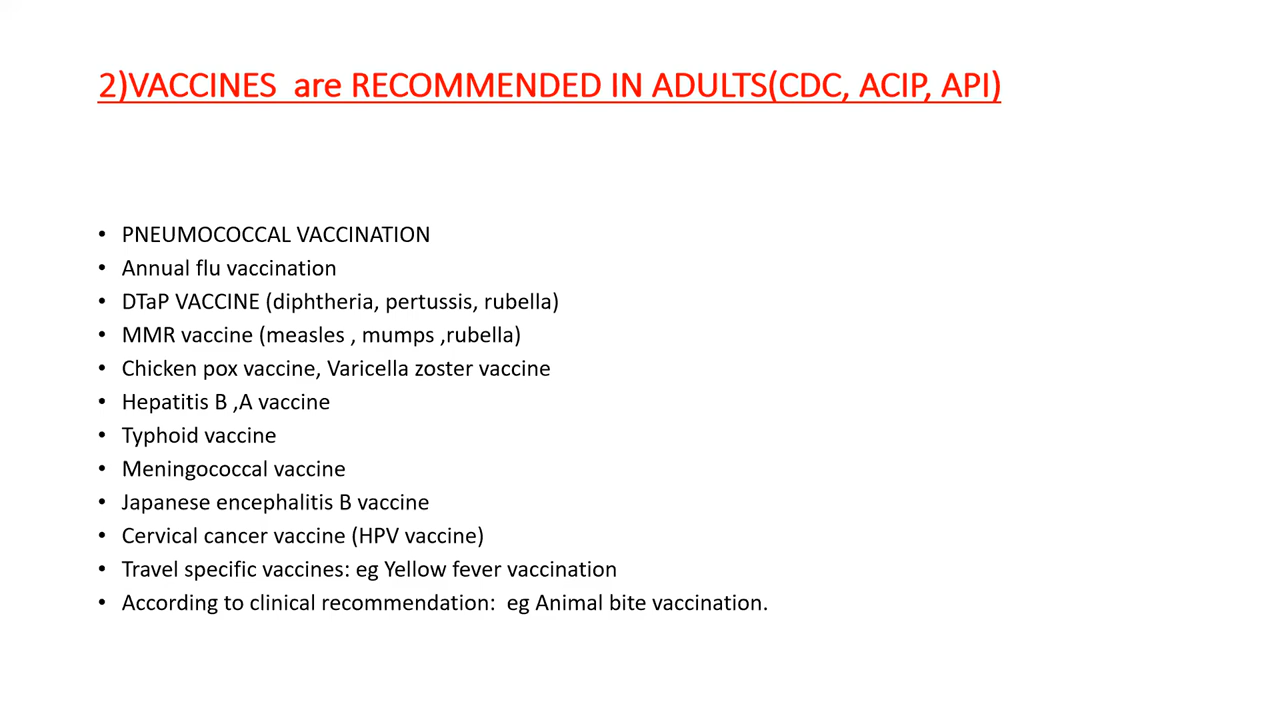 2)VACCINES are RECOMMENDED IN ADULTS(CDC, ACIP, API)
• PNEUMOCOCCAL VACCINATION
• Annual flu vaccination
• DTaP VACCINE (diphtheria, pertussis, rubella)
• MMR vaccine (measles , mumps ,rubella)
• Chicken pox vaccine, Varicella zoster vaccine
• Hepatitis B ,A vaccine
• Typhoid vaccine
• Meningococcal vaccine
• Japanese encephalitis B vaccine
• Cervical cancer vaccine (HPV vaccine)
• Travel specific vaccines: eg Yellow fever vaccination
• According to clinical recommendation: eg Animal bite vaccination.